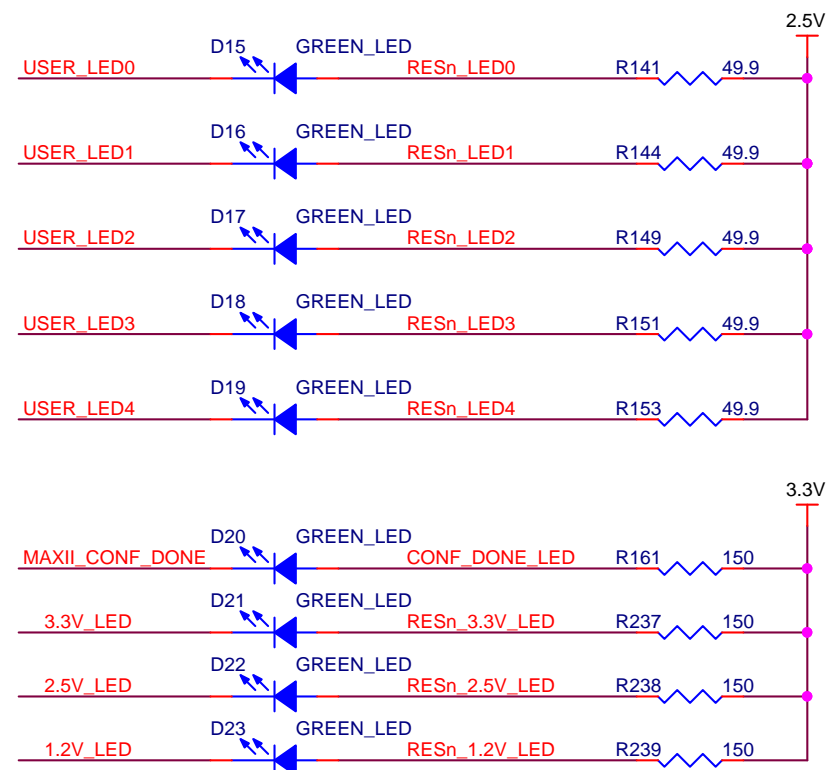 2.5V
D15 GREEN_LED
USER_LED0 RESn_LED0 R141 49.9
D16 GREEN_LED
USER_LED1 RESn_LED1 R144 49.9
D17 GREEN_LED
USER_LED2 RESn_LED2 R149 49.9
D18 GREEN_LED
USER_LED3 RESn_LED3 R151 49.9
D19 GREEN_LED
USER_LED4 RESn_LED4 R153 49.9
3.3V
D20 GREEN_LED
MAXII_CONF_DONE CONF_DONE_LED R161 150
D21 GREEN_LED
3.3V_LED RESn_3.3V_LED R237 150
D22 GREEN_LED
2.5V_LED RESn_2.5V_LED R238 150
D23 GREEN_LED
1.2V_LED RESn_1.2V_LED R239 150